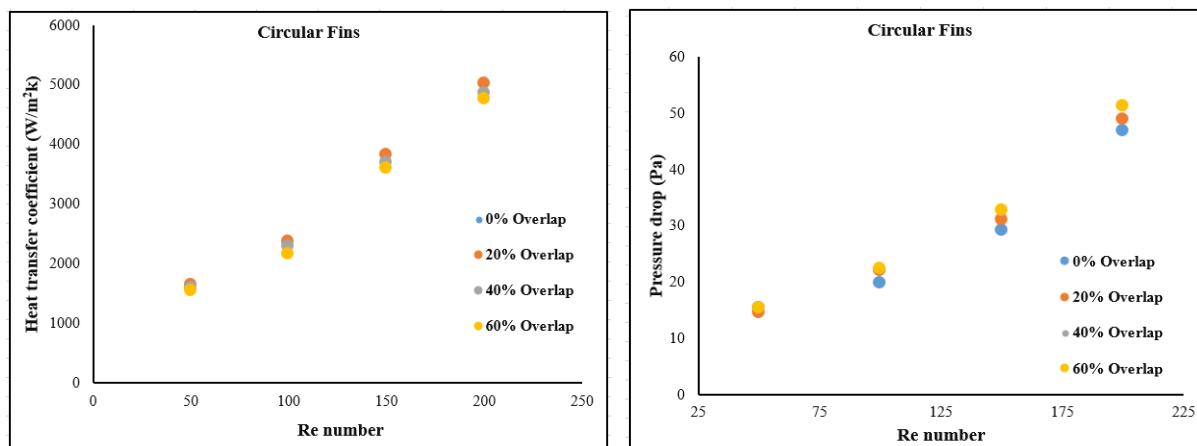 Circular Fins
6000
5000
4000
3000
2000
1000
0
Heat transfer coefficient (W/m²k)
0% Overlap
20% Overlap
40% Overlap
60% Overlap
0
50
100
150
200
250
Re number
Circular Fins
60
50
40
30
20
10
0
Pressure drop (Pa)
0% Overlap
20% Overlap
40% Overlap
60% Overlap
25
75
125
175
225
Re number